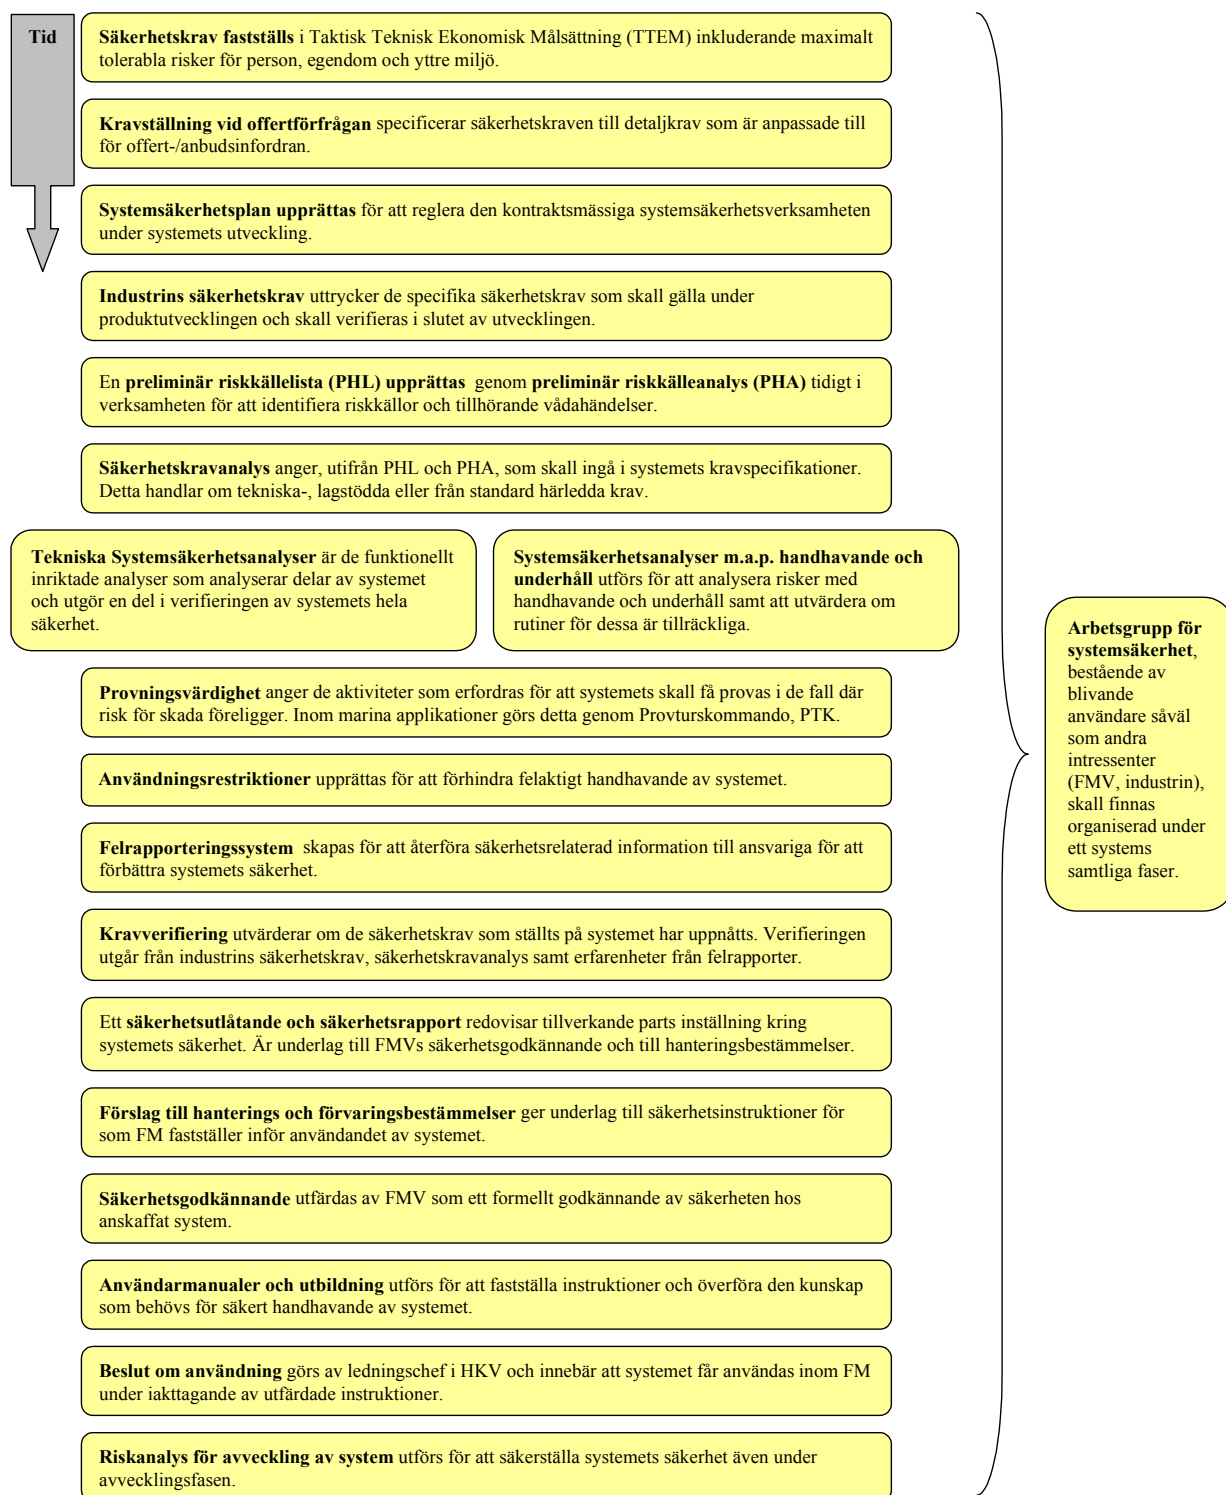 Tid
Säkerhetskrav fastställs i Taktisk Teknisk Ekonomisk Målsättning (TTEM) inkluderande maximalt
tolerabla risker för person, egendom och yttre miljö.
Kravställning vid offertförfrågan specificerar säkerhetskraven till detaljkrav som är anpassade till
för offert-/anbudsinfordran.
Systemsäkerhetsplan upprättas för att reglera den kontraktsmässiga systemsäkerhetsverksamheten
under systemets utveckling.
Industrins säkerhetskrav uttrycker de specifika säkerhetskrav som skall gälla under
produktutvecklingen och skall verifieras i slutet av utvecklingen.
En preliminär riskkällelista (PHL) upprättas genom preliminär riskkälleanalys (PHA) tidigt i
verksamheten för att identifiera riskkällor och tillhörande vådahändelser.
Säkerhetskravanalys anger, utifrån PHL och PHA, som skall ingå i systemets kravspecifikationer.
Detta handlar om tekniska-, lagstödda eller från standard härledda krav.
Tekniska Systemsäkerhetsanalyser är de funktionellt
inriktade analyser som analyserar delar av systemet
och utgör en del i verifieringen av systemets hela
säkerhet.
Systemsäkerhetsanalyser m.a.p. handhavande och
underhåll utförs för att analysera risker med
handhavande och underhåll samt att utvärdera om
rutiner för dessa är tillräckliga.
Provningsvärdighet anger de aktiviteter som erfordras för att systemets skall få provas i de fall där
risk för skada föreligger. Inom marina applikationer görs detta genom Provturskommando, PTK.
Användningsrestriktioner upprättas för att förhindra felaktigt handhavande av systemet.
Felrapporteringssystem skapas för att återföra säkerhetsrelaterad information till ansvariga för att
förbättra systemets säkerhet.
Kravverifiering utvärderar om de säkerhetskrav som ställts på systemet har uppnåtts. Verifieringen
utgår från industrins säkerhetskrav, säkerhetskravanalys samt erfarenheter från felrapporter.
Ett säkerhetsutlåtande och säkerhetsrapport redovisar tillverkande parts inställning kring
systemets säkerhet. Är underlag till FMVs säkerhetsgodkännande och till hanteringsbestämmelser.
Förslag till hanterings och förvaringsbestämmelser ger underlag till säkerhetsinstruktioner för
som FM fastställer inför användandet av systemet.
Säkerhetsgodkännande utfärdas av FMV som ett formellt godkännande av säkerheten hos
anskaffat system.
Användarmanualer och utbildning utförs för att fastställa instruktioner och överföra den kunskap
som behövs för säkert handhavande av systemet.
Beslut om användning görs av ledningschef i HKV och innebär att systemet får användas inom FM
under iakttagande av utfärdade instruktioner.
Riskanalys för avveckling av system utförs för att säkerställa systemets säkerhet även under
avvecklingsfasen.
Arbetsgrupp för
systemsäkerhet,
bestående av
blivande
användare såväl
som andra
intressenter
(FMV, industrin),
skall finnas
organiserad under
ett systems
samtliga faser.